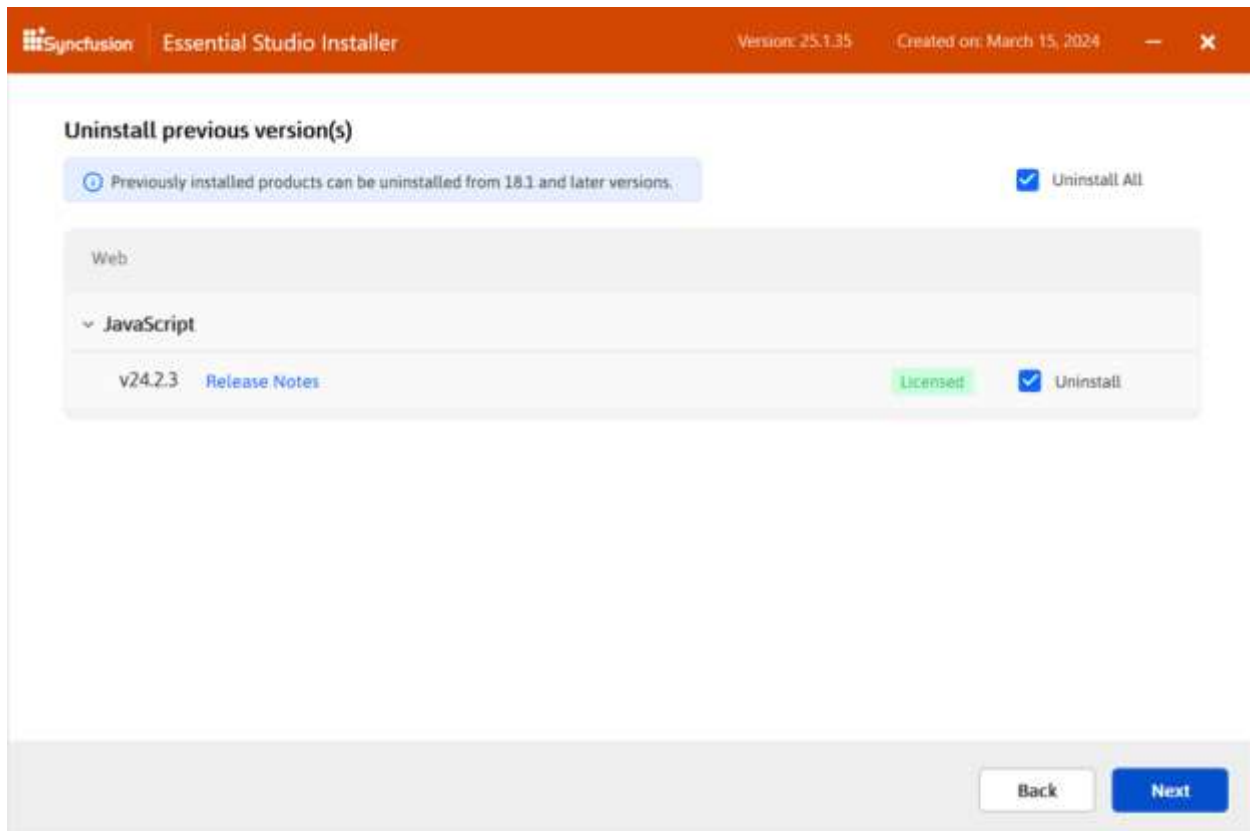 Syncfusion Essential Studio Installer Version: 25.1.35 Created on: March 15, 2024
Uninstall previous version(s)
Previously installed products can be uninstalled from 18.1 and later versions. Uninstall All
Web
JavaScript
v24.2.3 Release Notes Licensed Uninstall
Back Next